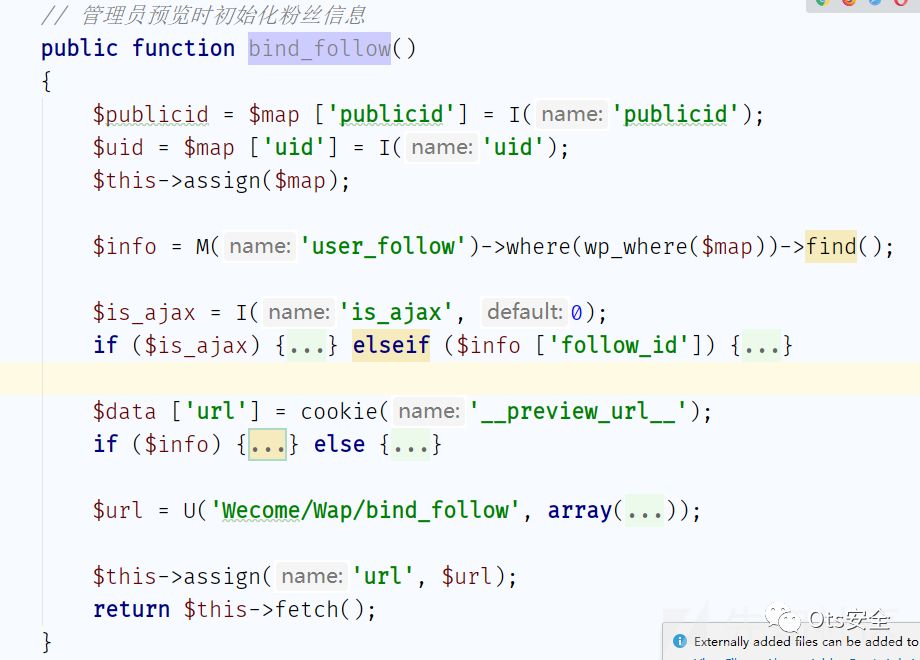 // 管理员预览时初始化粉丝信息
public function bind_follow()
{
$publicid = $map ['publicid'] = I( name: 'publicid');
$uid = $map ['uid'] = I( name: 'uid');
$this->assign($map);
$info = M( name: 'user_follow')->where(wp_where($map))->find();
$is_ajax = I( name: 'is_ajax', default: 0);
if ($is_ajax) {...} elseif ($info ['follow_id']) {...}
$data ['url'] = cookie( name: '__preview_url__');
if ($info) {...} else {...}
$url = U('Wecome/Wap/bind_follow', array(...));
$this->assign( name: 'url', $url);
return $this->fetch();
}
Ots安全
Externally added files can be added to